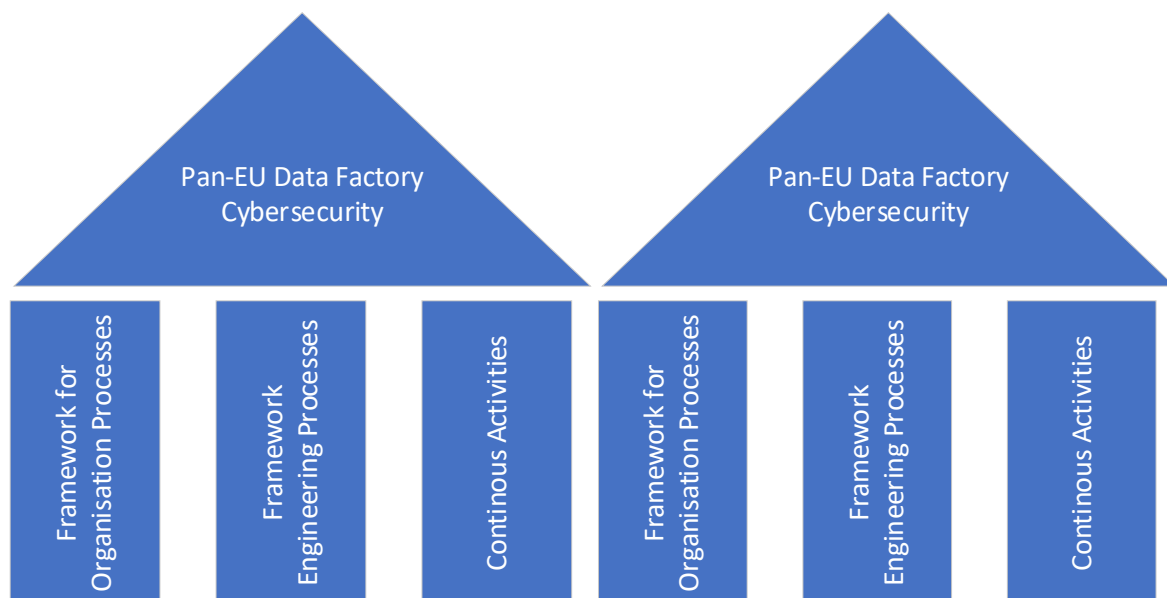 Pan-EU Data Factory
Cybersecurity
Pan-EU Data Factory
Cybersecurity
Framework for
Organisation Processes
Framework
Engineering Processes
Continous Activities
Framework for
Organisation Processes
Framework
Engineering Processes
Continous Activities